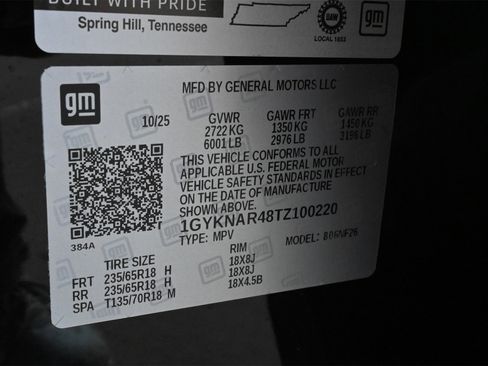 BUILT WITH PRIDE
Spring Hill, Tennessee
UAW
LOCAL 1853
gm
gm
MFD BY GENERAL MOTORS LLC
10/25
GVWR GAWR FRT GAWR RR
2722 KG 1350 KG 1450 KG
6001 LB 2976 LB 3196 LB
THIS VEHICLE CONFORMS TO ALL
APPLICABLE U.S. FEDERAL MOTOR
VEHICLE SAFETY STANDARDS IN EFFECT
ON THE DATE OF MANUFACTURE
SHOWN ABOVE.
1GYKNAR48TZ100220
TYPE: MPV MODEL:
384A
TIRE SIZE RIM
FRT 235/65R18 H 18X8J
RR 235/65R18 H 18X8J
SPA T135/70R18 M 18X4.5B